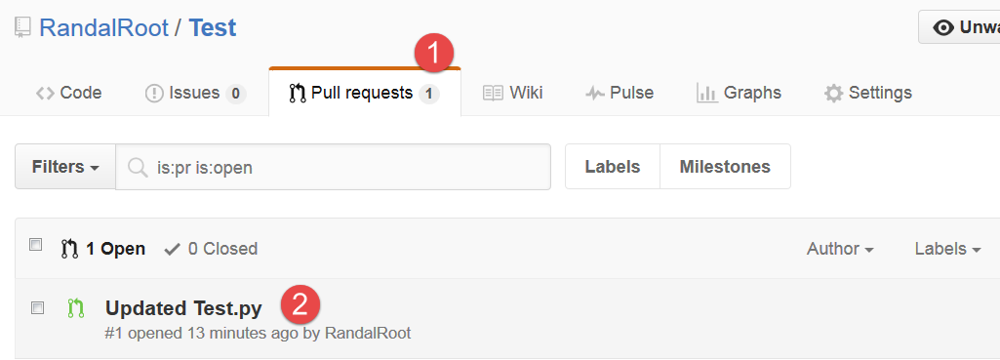 RandalRoot / Test
Unwa
1
Code Issues 0 Pull requests 1 Wiki Pulse Graphs Settings
Filters is:pr is:open Labels Milestones
1 Open 0 Closed Author Labels
Updated Test.py 2
#1 opened 13 minutes ago by RandalRoot